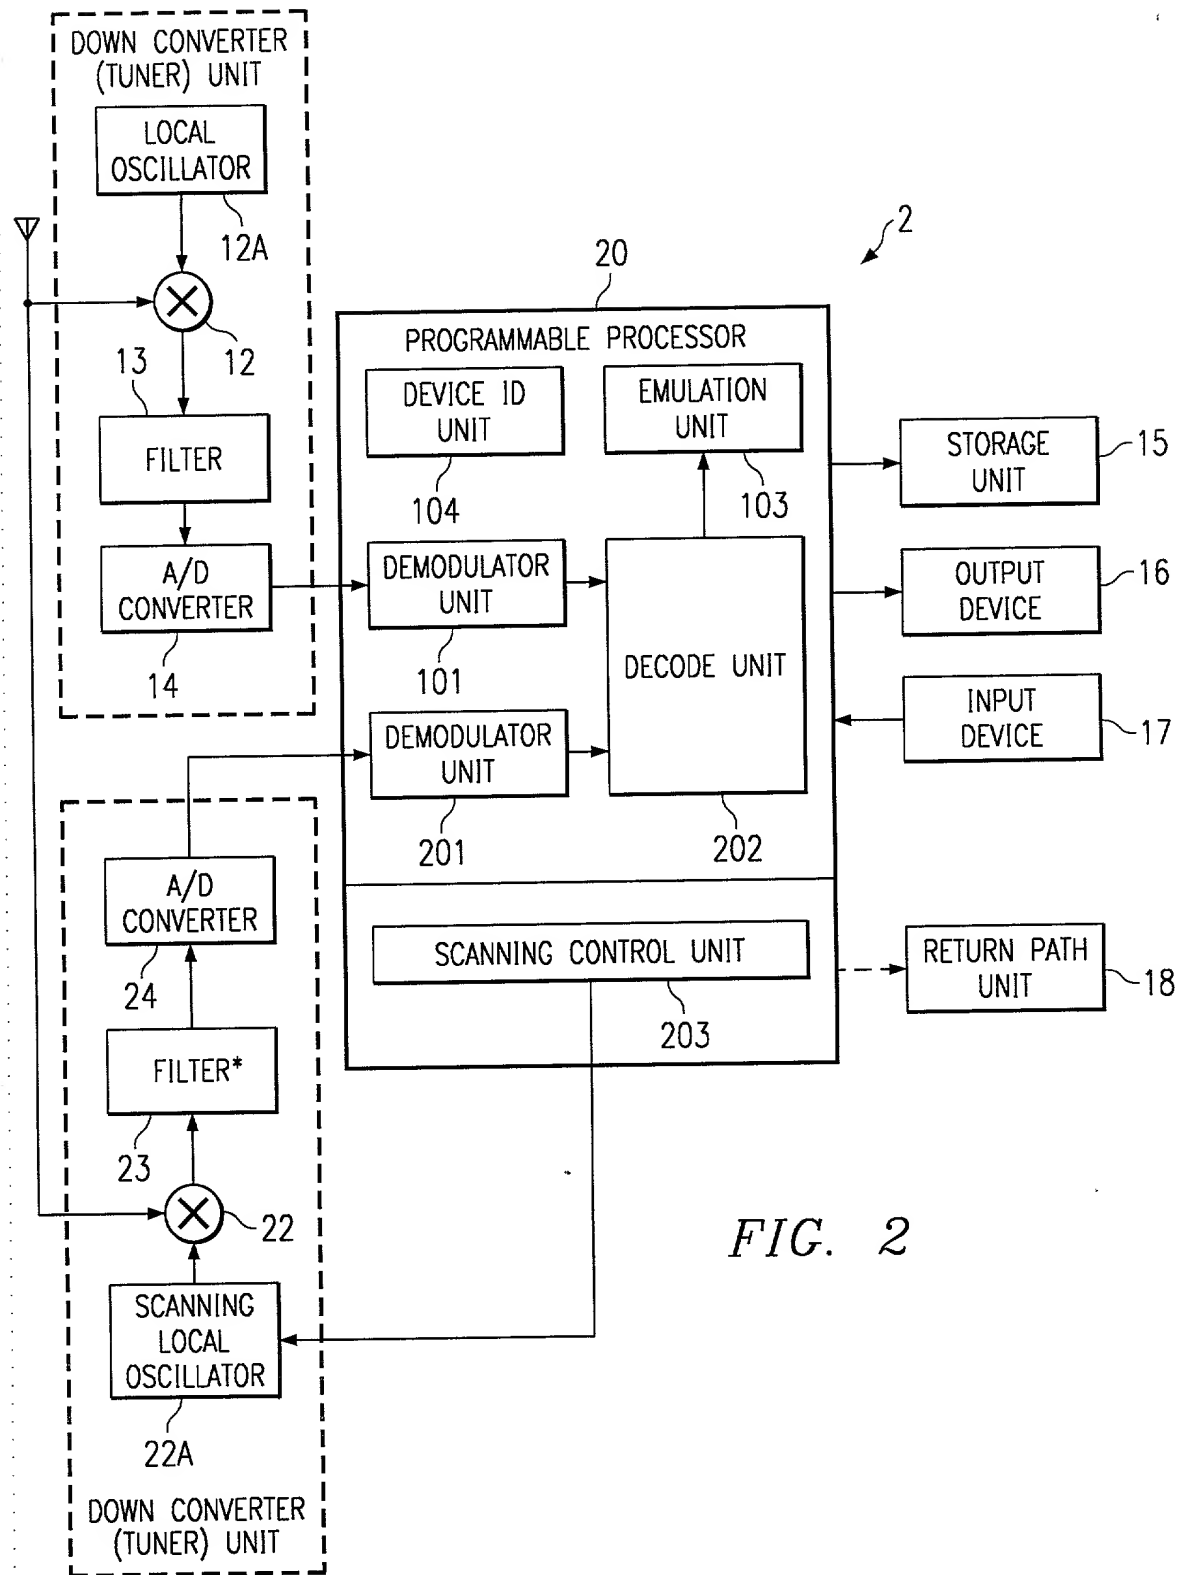 DOWN CONVERTER
(TUNER) UNIT
LOCAL
OSCILLATOR
12A
12
13
FILTER
A/D
CONVERTER
14
2
20
PROGRAMMABLE PROCESSOR
DEVICE ID
UNIT
104
EMULATION
UNIT
103
DEMODULATOR
UNIT
101
DECODE UNIT
202
DEMODULATOR
UNIT
201
SCANNING CONTROL UNIT
203
STORAGE
UNIT
15
OUTPUT
DEVICE
16
INPUT
DEVICE
17
RETURN PATH
UNIT
18
A/D
CONVERTER
24
FILTER*
23
22
SCANNING
LOCAL
OSCILLATOR
22A
DOWN CONVERTER
(TUNER) UNIT
FIG. 2